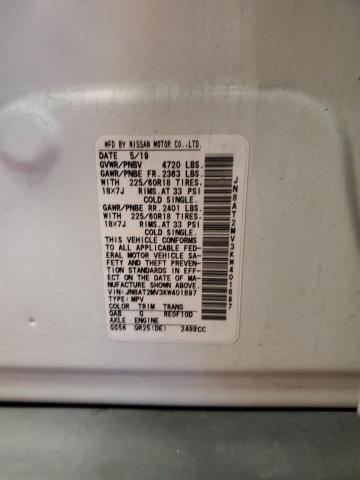 MFD BY NISSAN MOTOR CO.,LTD.
DATE 5/19
GVWR/PNBV 4720 LBS.
GAWR/PNBE FR. 2363 LBS.
WITH 225/60R18 TIRES.
18X7J RIMS.AT 33 PSI
COLD SINGLE.
GAWR/PNBE RR. 2401 LBS.
WITH 225/60R18 TIRES.
18X7J RIMS.AT 33 PSI
COLD SINGLE.
THIS VEHICLE CONFORMS
TO ALL APPLICABLE FED-
ERAL MOTOR VEHICLE SA-
FETY AND THEFT PREVEN-
TION STANDARDS IN EFF-
ECT ON THE DATE OF MA-
NUFACTURE SHOWN ABOVE.
VIN:JN8AT2MV3KW401897
TYPE: MPV
COLOR TRIM TRANS
QAB G RE0F10D
AXLE ENGINE
GS56 QR25(DE) 2488CC
JN8AT2MV3KW401897